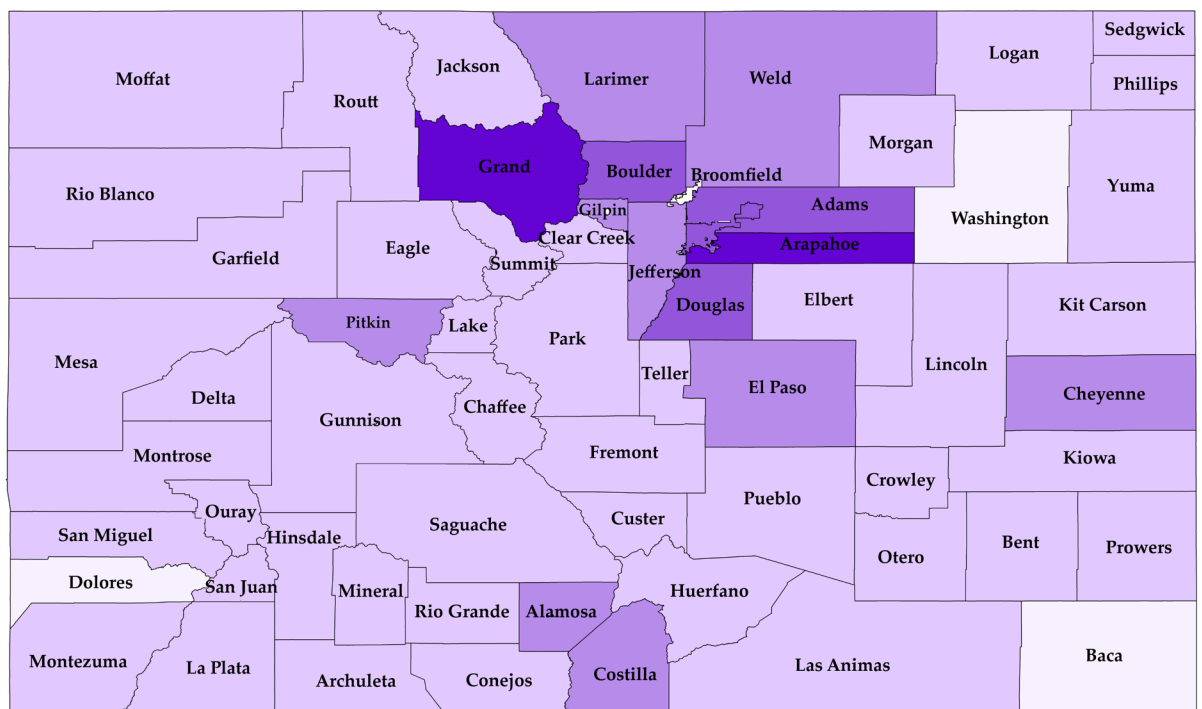 Sedgwick
Logan
Jackson
Moffat
Larimer
Weld
Phillips
Routt
Morgan
Grand
Boulder
Broomfield
Yuma
Rio Blanco
Adams
Gilpin
Washington
Clear Creek
Arapahoe
Eagle
Garfield
Summit
Jefferson
Elbert
Douglas
Kit Carson
Pitkin
Lake
Park
Mesa
Lincoln
Teller
El Paso
Cheyenne
Delta
Chaffee
Gunnison
Fremont
Montrose
Kiowa
Crowley
Pueblo
Ouray
Custer
Saguache
San Miguel
Hinsdale
Bent
Prowers
Otero
Dolores
San Juan
Mineral
Huerfano
Rio Grande
Alamosa
Baca
Montezuma
Las Animas
La Plata
Costilla
Archuleta
Conejos